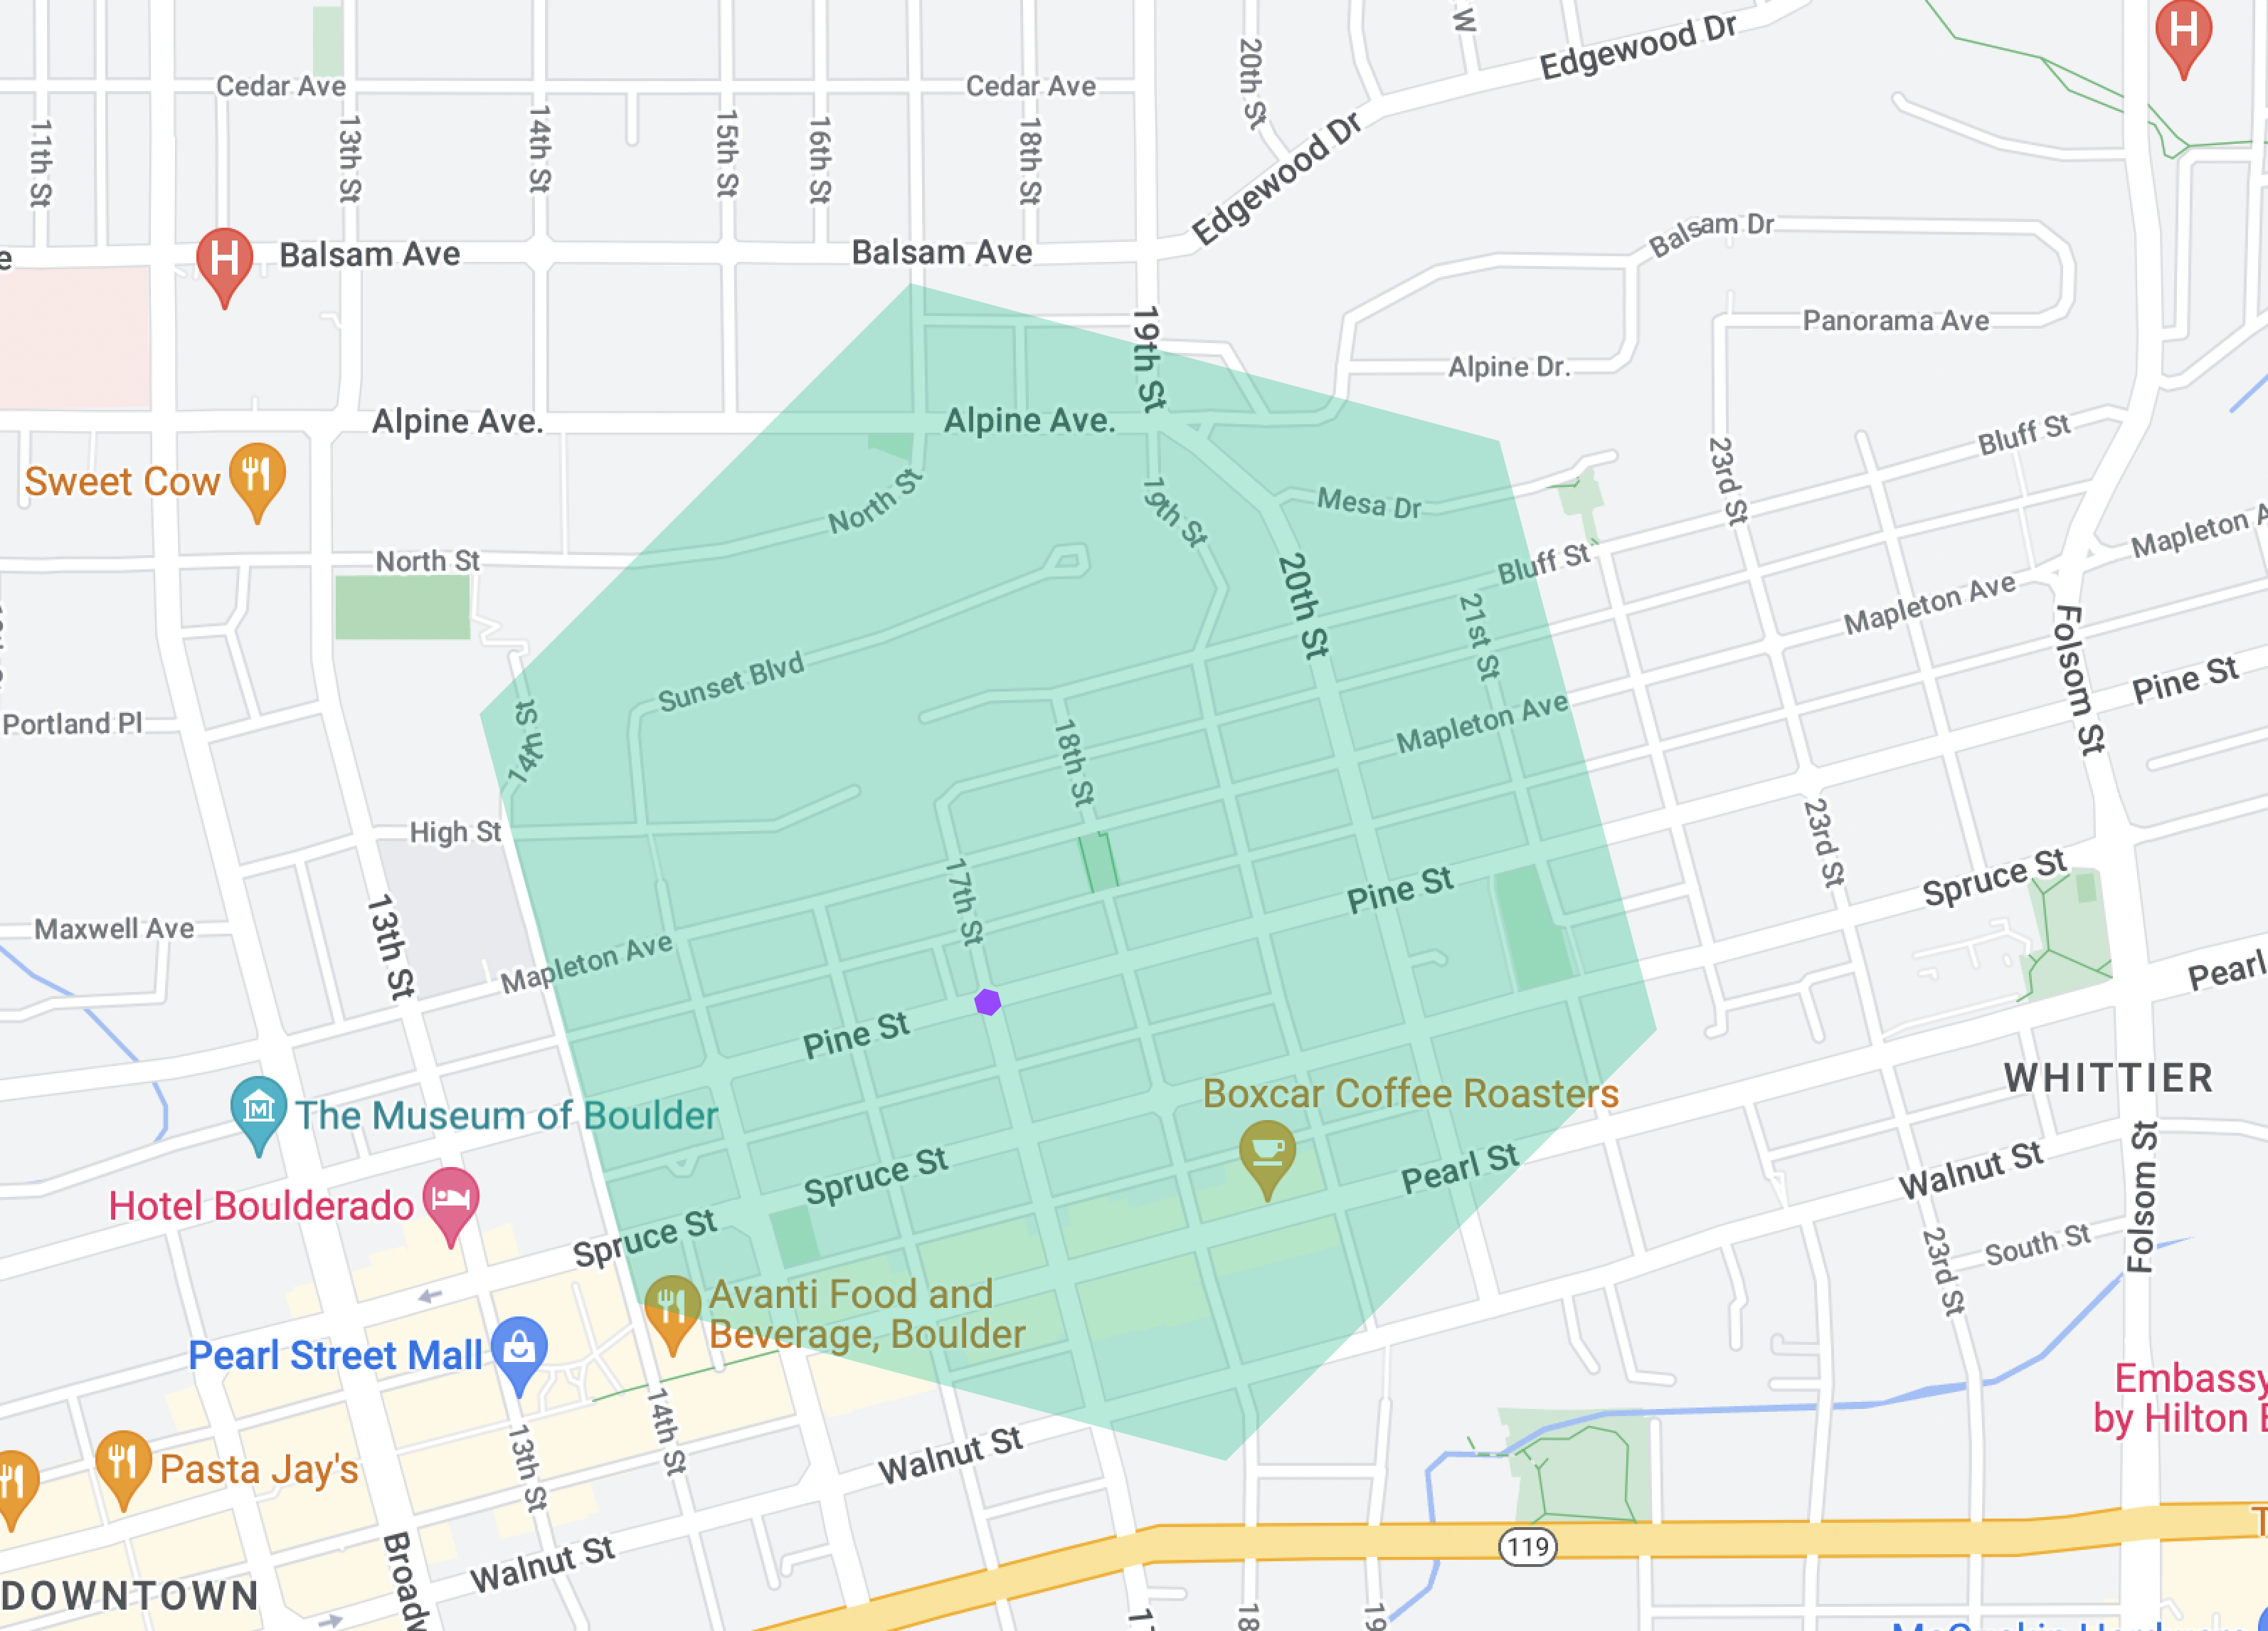 W
Edgewood Dr
H
Cedar Ave
Cedar Ave
20th St
11th St
13th St
14th St
15th St
16th St
18th St
Edgewood Dr
H
Balsam Ave
Balsam Ave
Balsam Dr
e
19th St
Panorama Ave
Alpine Dr.
Alpine Ave.
Alpine Ave.
Bluff St
Sweet Cow
23rd St
North St
19th St
Mesa Dr
Mapleton A
North St
Bluff St
20th St
21st St
Mapleton Ave
Folsom St
Sunset Blvd
Pine St
Portland Pl
14th St
18th St
Mapleton Ave
High St
23rd St
17th St
Pine St
Spruce St
Maxwell Ave
13th St
Mapleton Ave
Pearl
Pine St
WHITTIER
Boxcar Coffee Roasters
M
The Museum of Boulder
Folsom St
Spruce St
Pearl St
Walnut St
Hotel Boulderado
Spruce St
23rd St
South St
Avanti Food and
Beverage, Boulder
Pearl Street Mall
Embassy
by Hilton B
14th St
Walnut St
Pasta Jay's
13th St
119
Broadw
Walnut St
DOWNTOWN
17
18
19
T